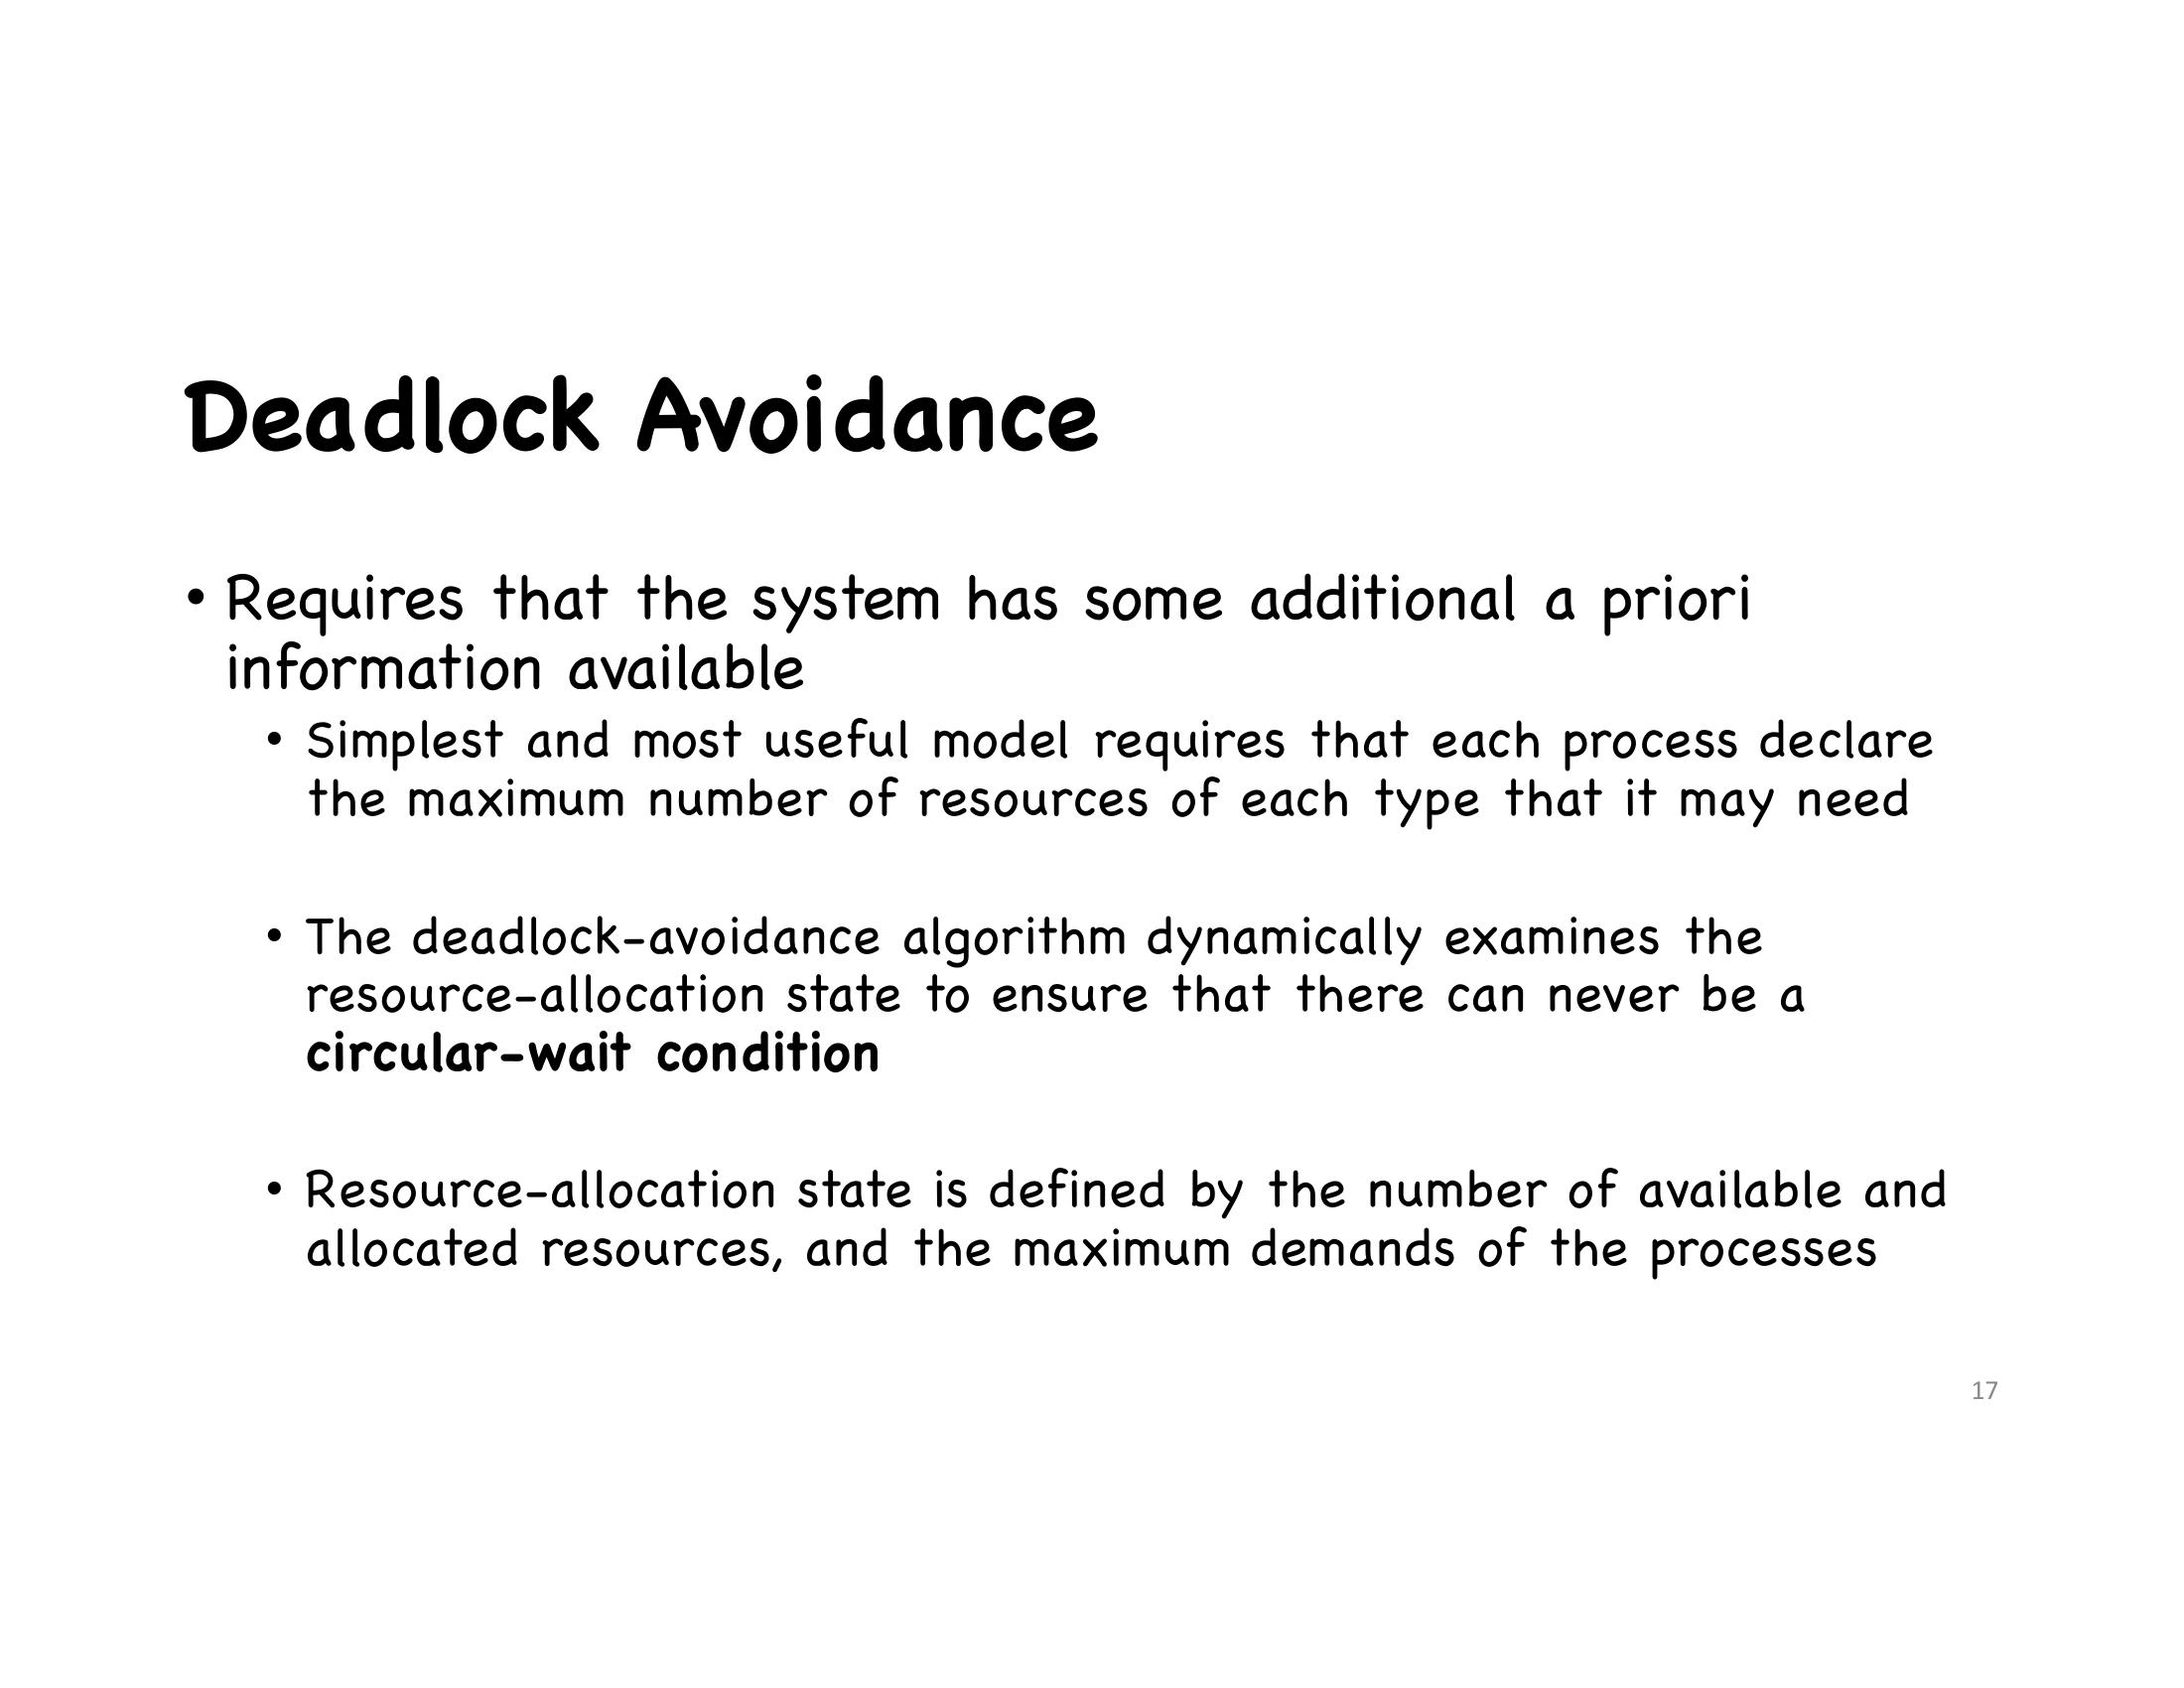 Deadlock Avoidance
• Requires that the system has some additional a priori
information available
• Simplest and most useful model requires that each process declare
the maximum number of resources of each type that it may need
• The deadlock-avoidance algorithm dynamically examines the
resource-allocation state to ensure that there can never be a
circular-wait condition
• Resource-allocation state is defined by the number of available and
allocated resources, and the maximum demands of the processes
17